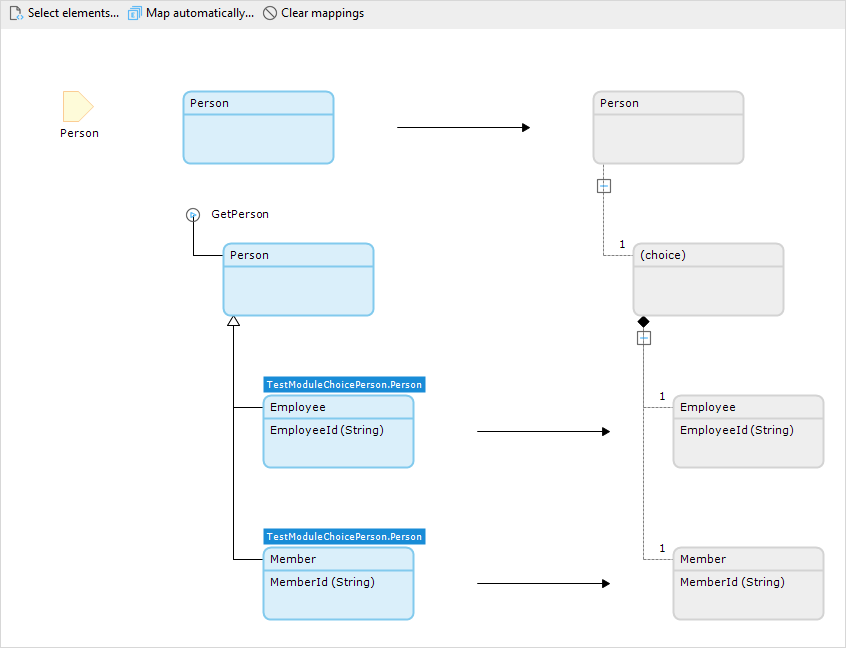 Select elements... Map automatically... Clear mappings
Person Person Person
GetPerson
Person
1 (choice)
TestModuleChoicePerson.Person
Employee
EmployeeId (String)
1 Employee
EmployeeId (String)
TestModuleChoicePerson.Person
Member
MemberId (String)
1 Member
MemberId (String)